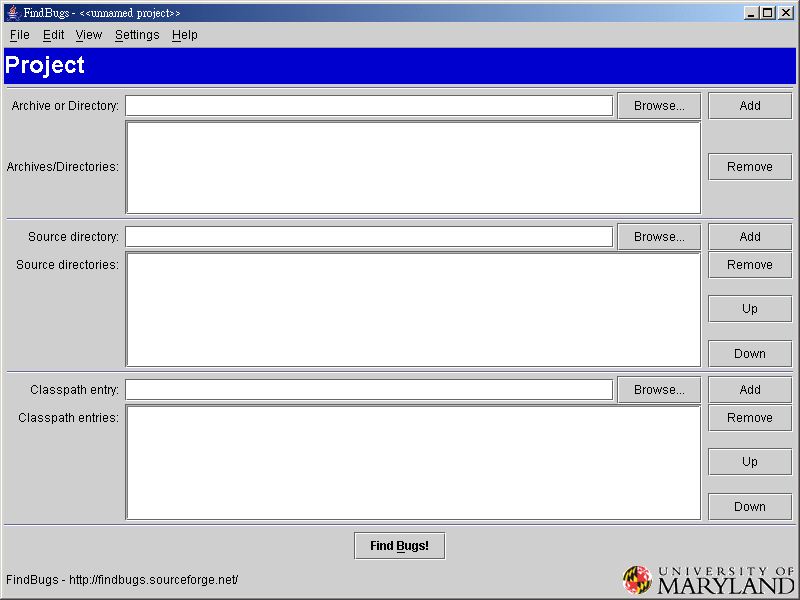 FindBugs - <<unnamed project>>
File Edit View Settings Help
Project
Archive or Directory: Browse... Add
Archives/Directories: Remove
Source directory: Browse... Add
Source directories: Remove
Up
Down
Classpath entry: Browse... Add
Classpath entries: Remove
Up
Down
Find Bugs!
FindBugs - http://findbugs.sourceforge.net/
UNIVERSITY OF
MARYLAND